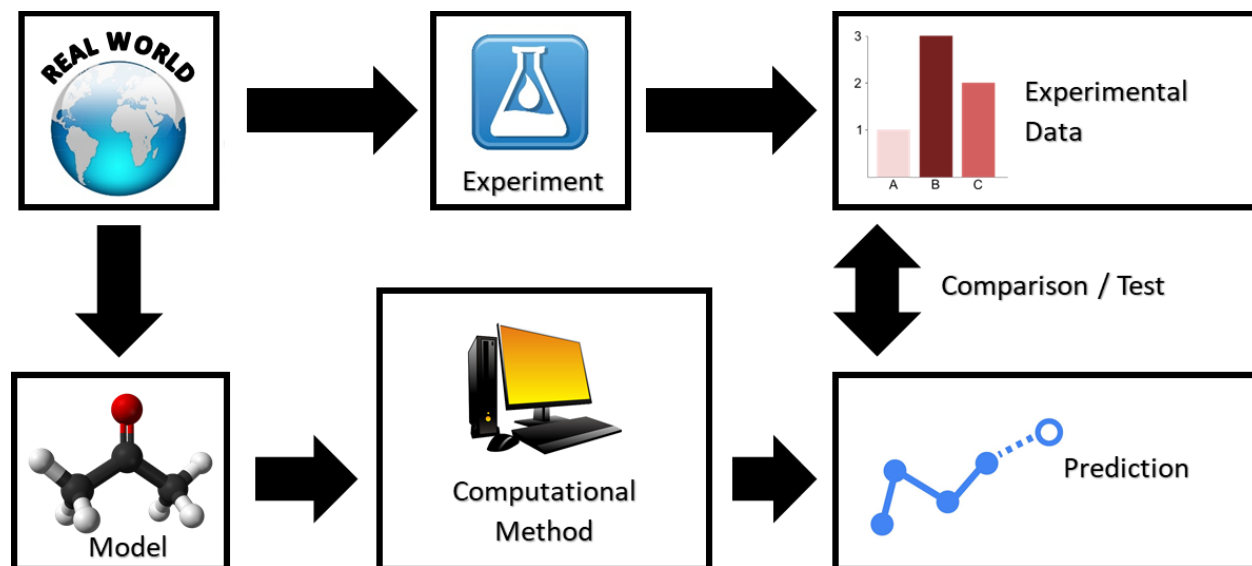 REAL WORLD
Experiment
3
2
1
A B C
Experimental
Data
Comparison / Test
Model
Computational
Method
Prediction